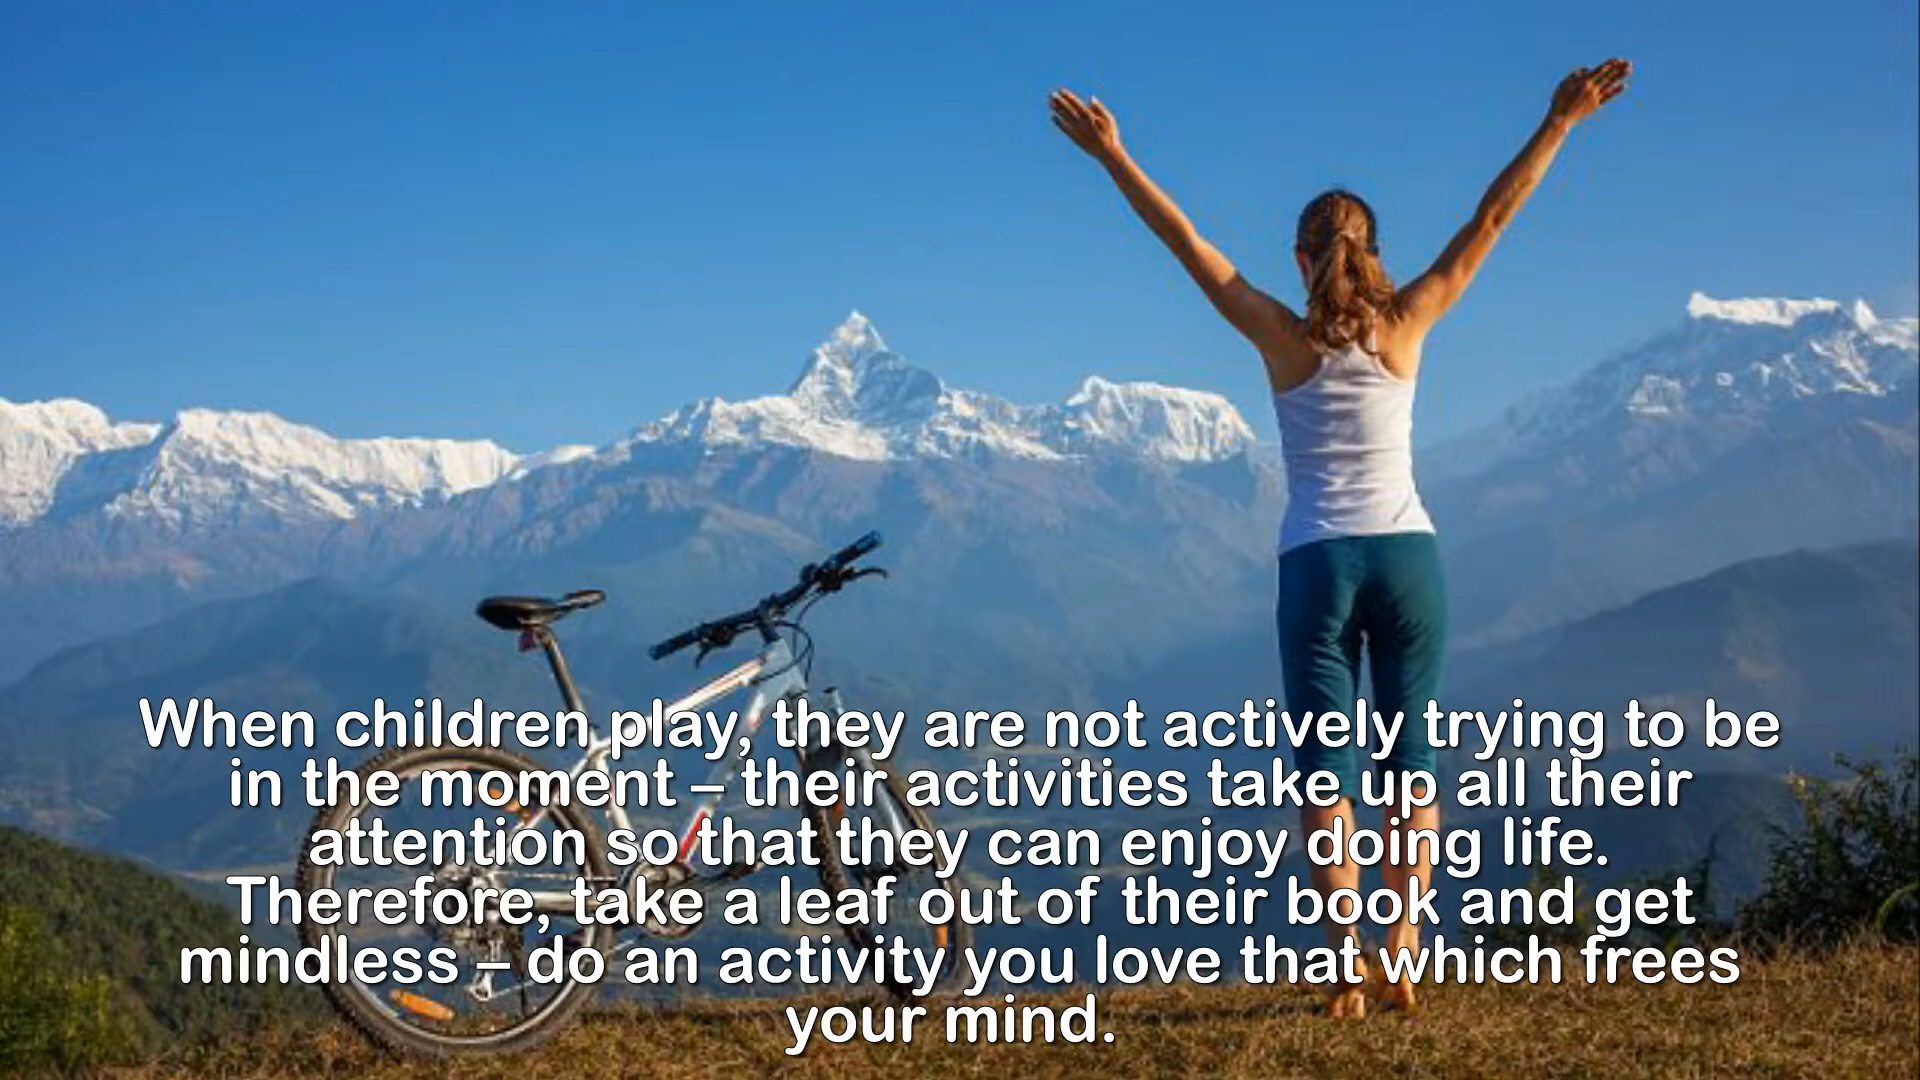 When children play, they are not actively trying to be
in the moment – their activities take up all their
attention so that they can enjoy doing life.
Therefore, take a leaf out of their book and get
mindless – do an activity you love that which frees
your mind.